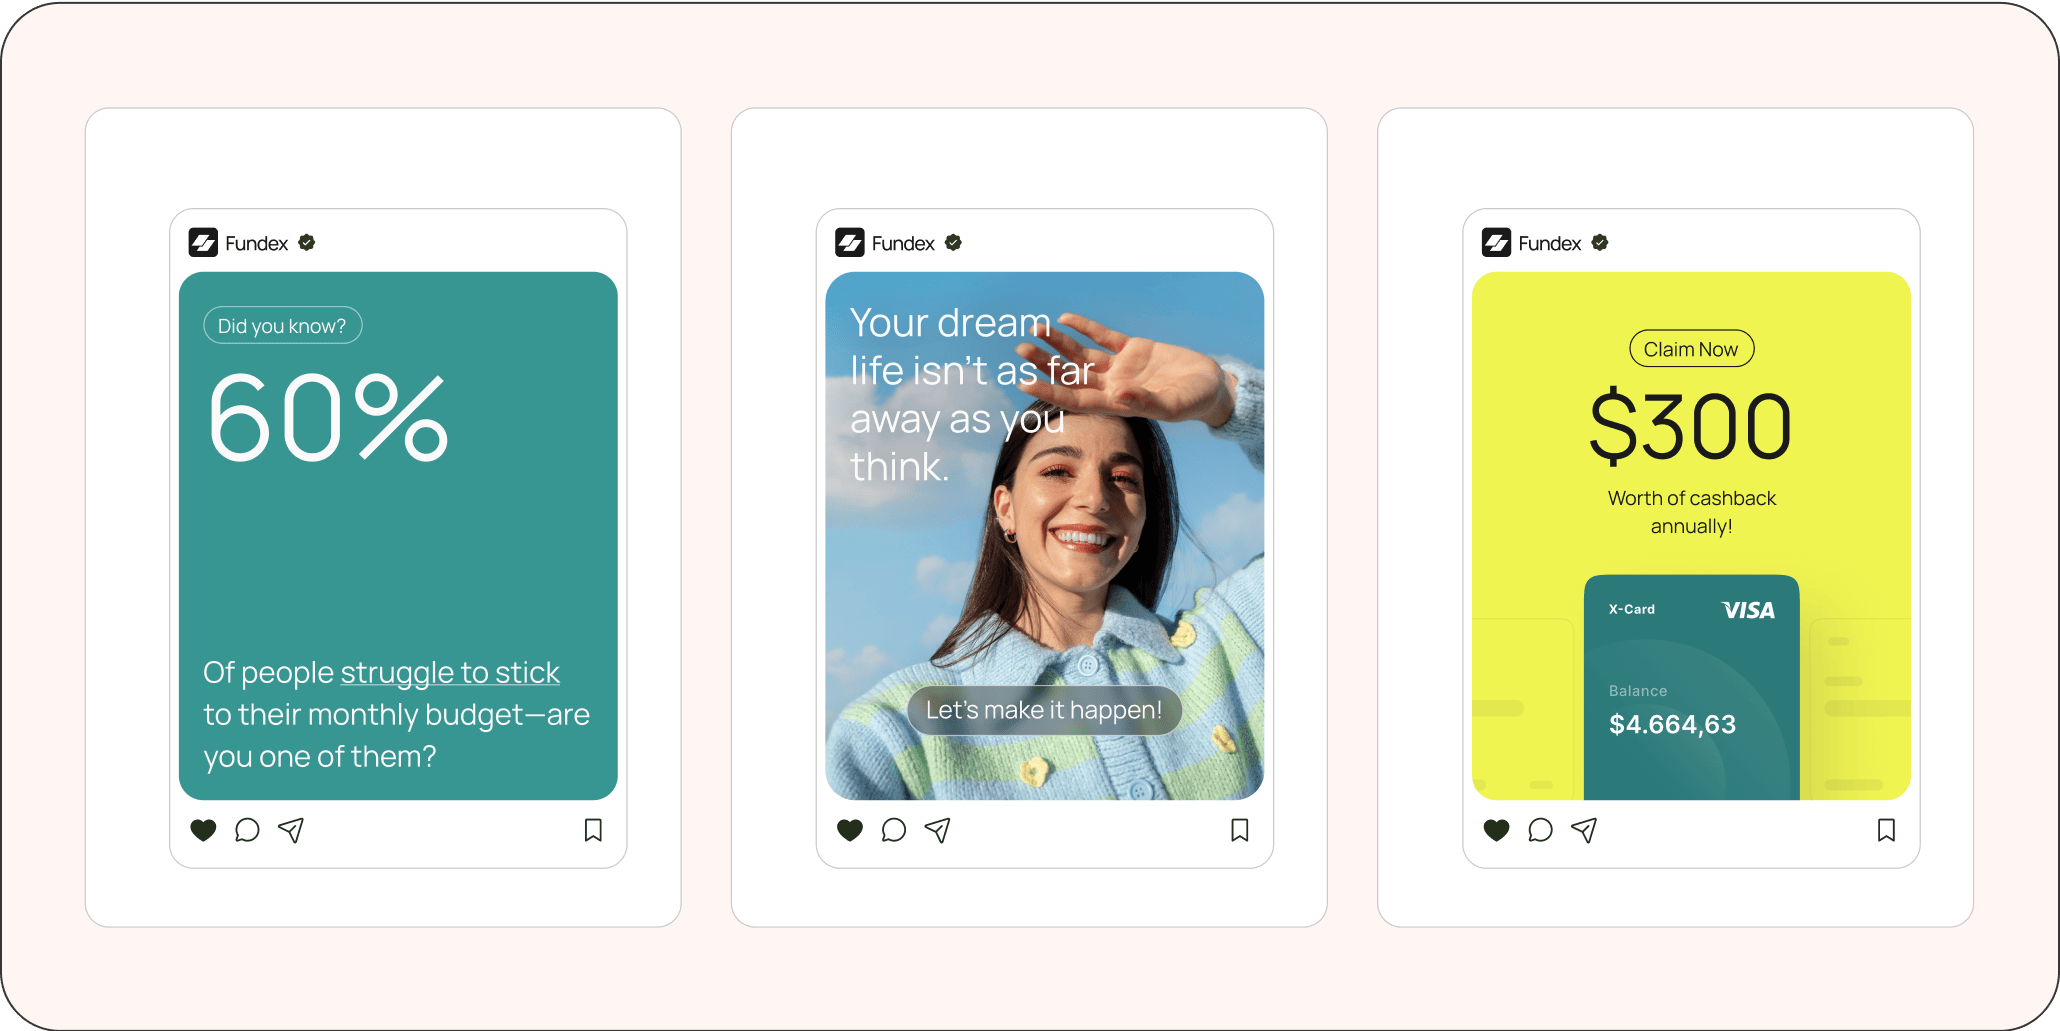 Fundex
Did you know?
60%
Of people struggle to stick
to their monthly budget—are
you one of them?
Fundex
Your dream
life isn't as far
away as you
think.
Let's make it happen!
Fundex
Claim Now
$300
Worth of cashback
annually!
X-Card VISA
Balance
$4.664,63